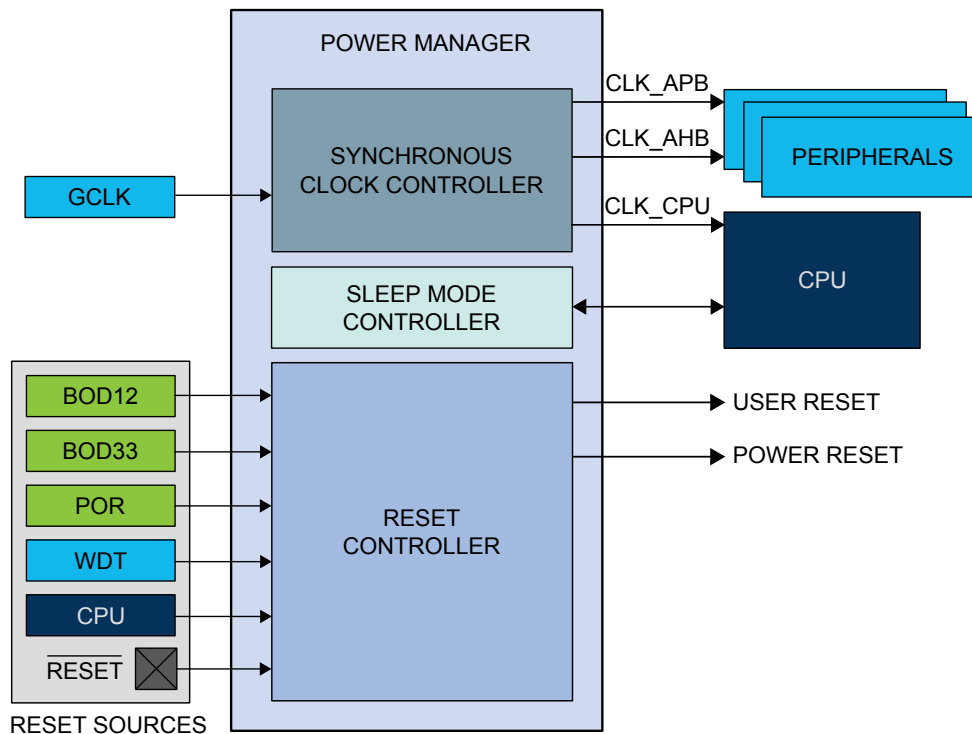 POWER MANAGER
SYNCHRONOUS
CLOCK CONTROLLER
GCLK
CLK_APB
CLK_AHB
CLK_CPU
PERIPHERALS
CPU
SLEEP MODE
CONTROLLER
BOD12
BOD33
POR
WDT
CPU
RESET
RESET SOURCES
RESET
CONTROLLER
USER RESET
POWER RESET